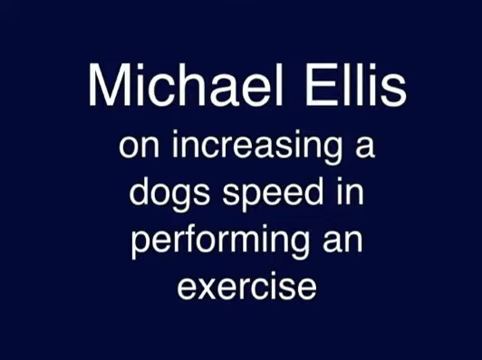 Michael Ellis
on increasing a
dogs speed in
performing an
exercise